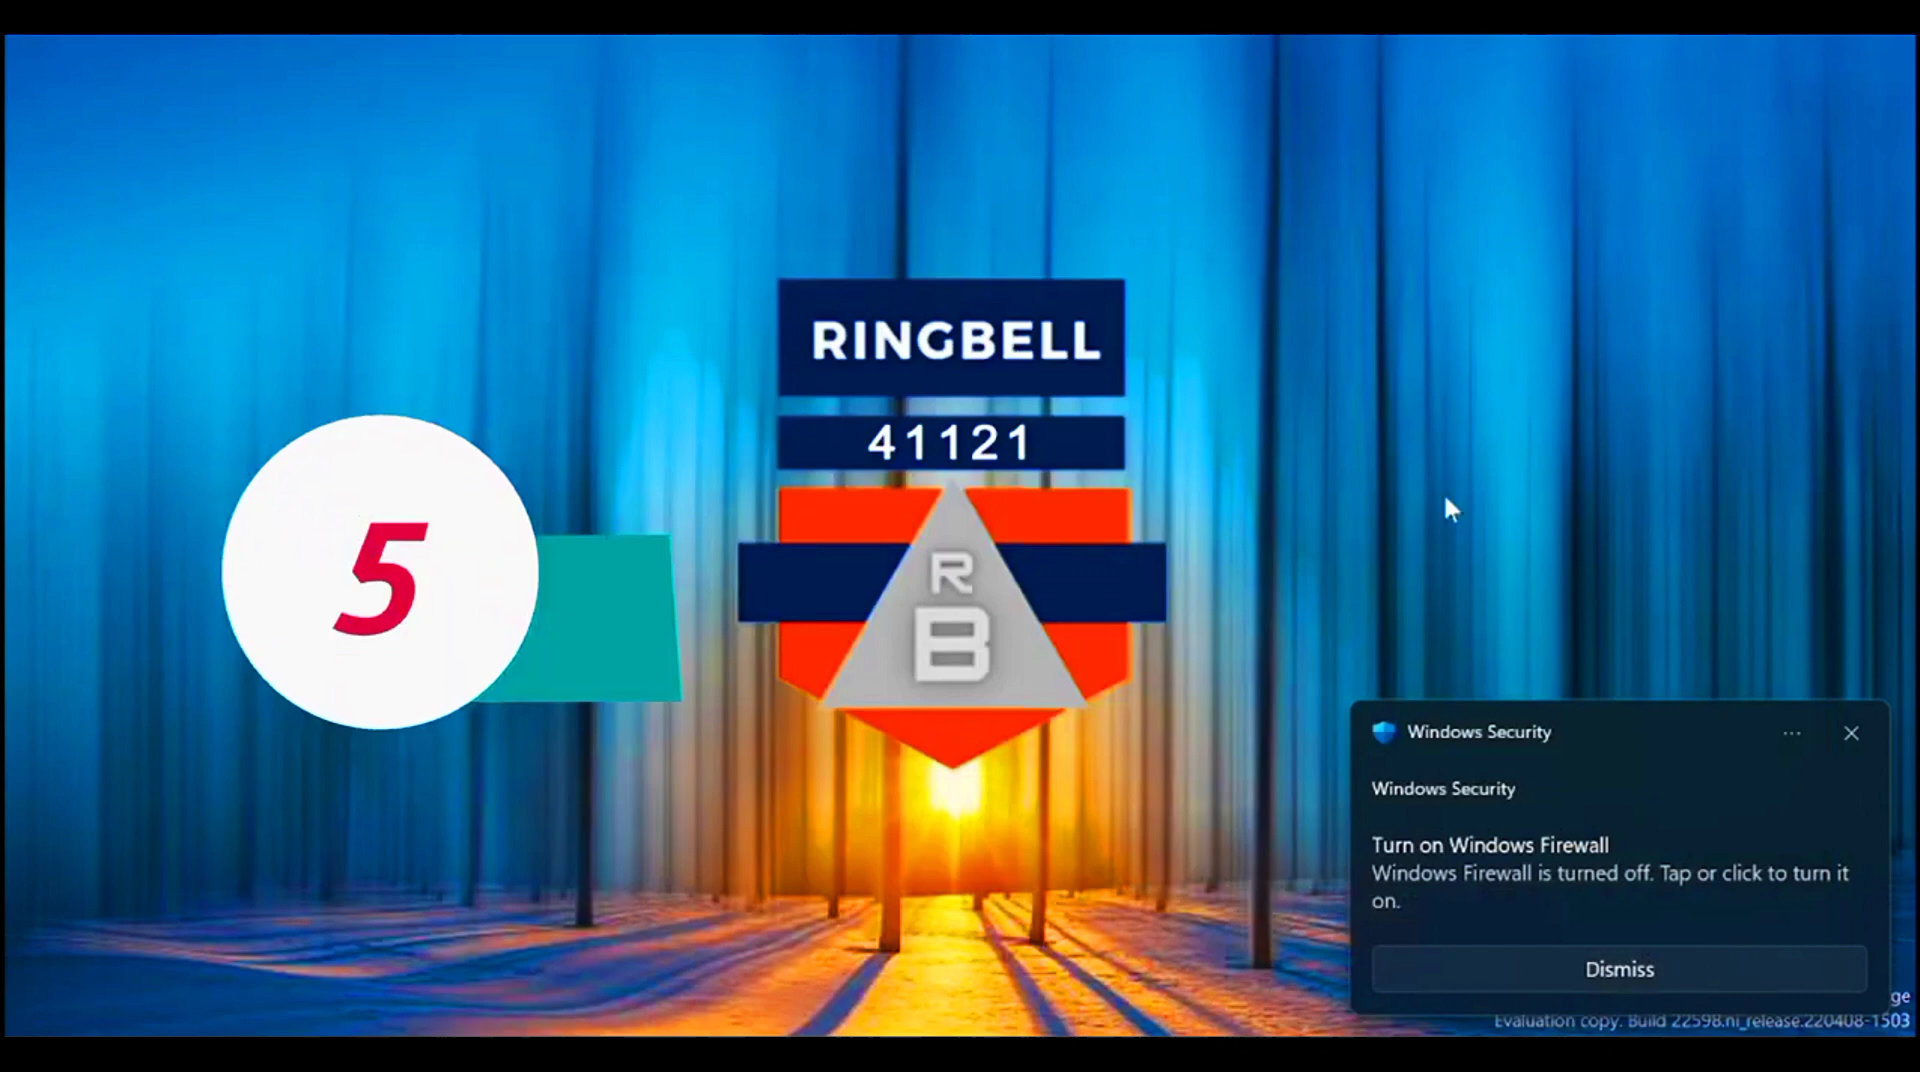 RINGBELL
41121
5
R
B
Windows Security
Windows Security
Turn on Windows Firewall
Windows Firewall is turned off. Tap or click to turn it
on.
Dismiss
ge
Evaluation copy. Build 22598.ni_release.220408-1503